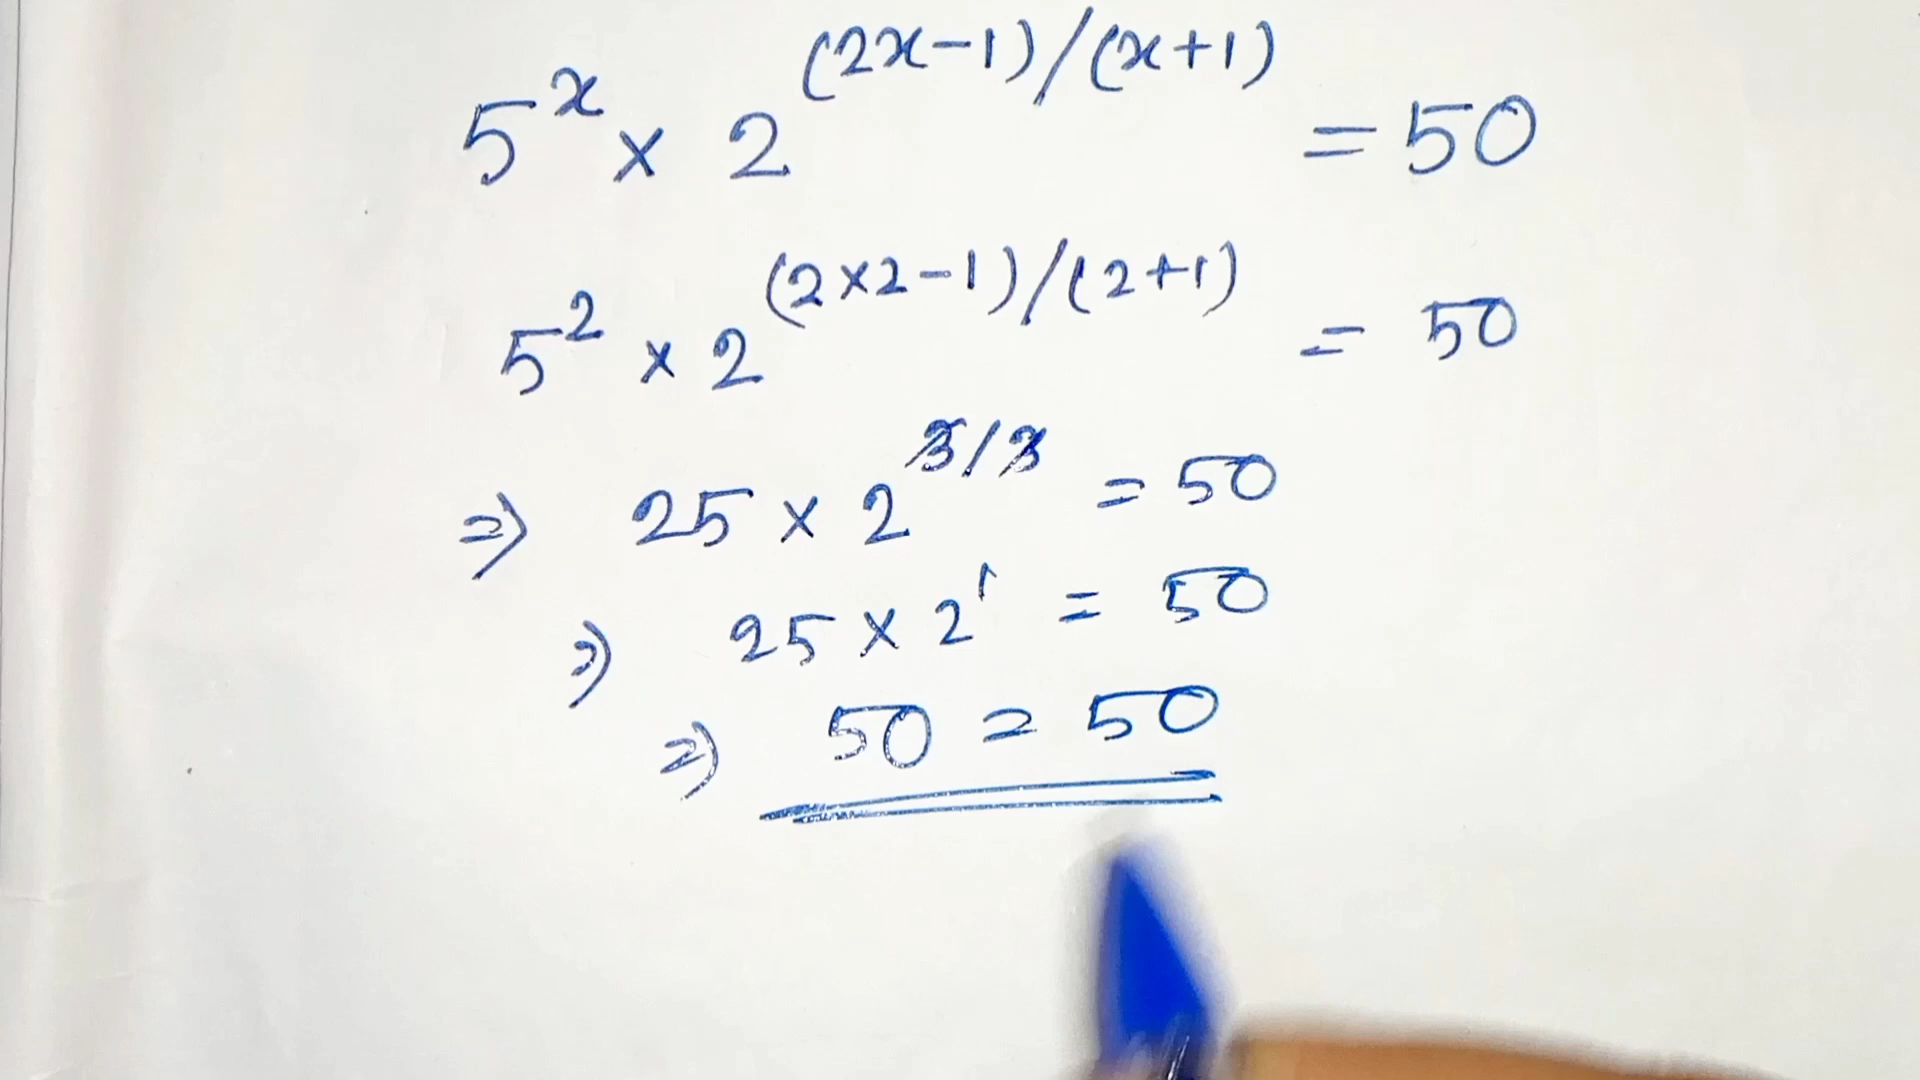 5^x × 2^(2x-1)/(x+1) = 50
5^2 × 2^(2×2-1)/(2+1) = 50
⇒ 25 × 2^3/3 = 50
⇒ 25 × 2^1 = 50
⇒ 50 = 50